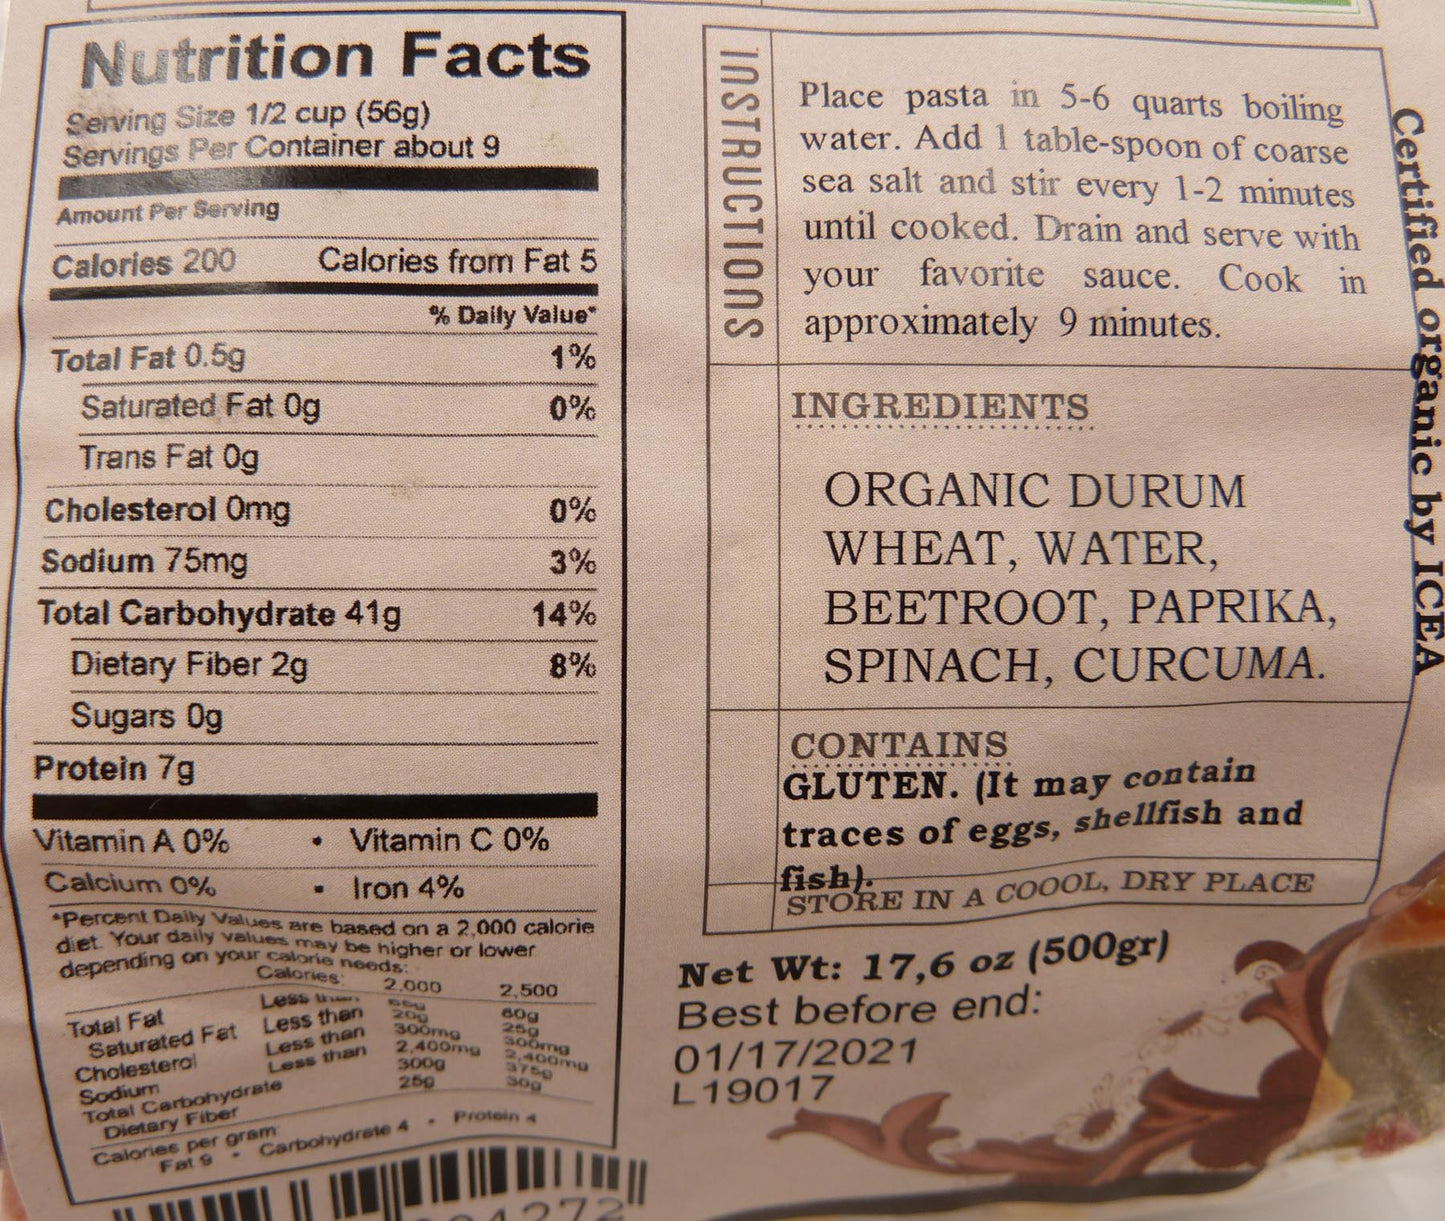 Nutrition Facts
Serving Size 1/2 cup (56g)
Servings Per Container about 9
Amount Per Serving
Calories 200 Calories from Fat 5
% Daily Value*
Total Fat 0.5g 1%
Saturated Fat 0g 0%
Trans Fat 0g
Cholesterol 0mg 0%
Sodium 75mg 3%
Total Carbohydrate 41g 14%
Dietary Fiber 2g 8%
Sugars 0g
Protein 7g
Vitamin A 0% • Vitamin C 0%
Calcium 0% • Iron 4%
*Percent Daily Values are based on a 2,000 calorie
diet. Your daily values may be higher or lower
depending on your calorie needs:
Calories: 2,000 2,500
Total Fat Less than 80g
Saturated Fat Less than 20g 25g
Cholesterol Less than 300mg 300mg
Sodium Less than 2,400mg 2,400mg
Total Carbohydrate 300g 375g
Dietary Fiber 25g 30g
Calories per gram:
Fat 9 • Carbohydrate 4 • Protein 4
INSTRUCTIONS
Place pasta in 5-6 quarts boiling
water. Add 1 table-spoon of coarse
sea salt and stir every 1-2 minutes
until cooked. Drain and serve with
your favorite sauce. Cook in
approximately 9 minutes.
INGREDIENTS
ORGANIC DURUM
WHEAT, WATER,
BEETROOT, PAPRIKA,
SPINACH, CURCUMA.
CONTAINS
GLUTEN. (It may contain
traces of eggs, shellfish and
fish).
STORE IN A COOOL, DRY PLACE
Net Wt: 17,6 oz (500gr)
Best before end:
01/17/2021
L19017
Certified organic by ICEA